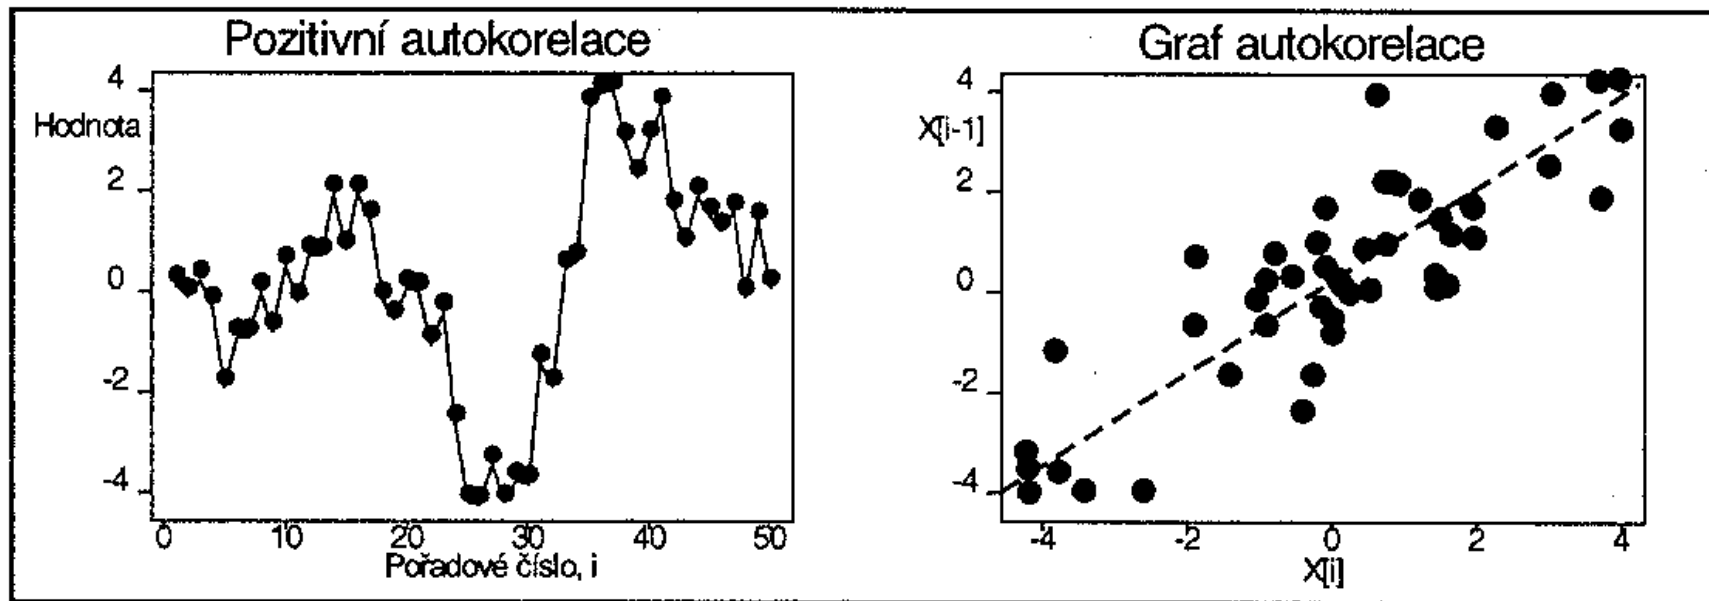 Pozitivní autokorelace
4
Hodnota
2
0
-2
-4
0 10 20 30 40 50
Pořadové číslo, i
Graf autokorelace
4
X[i-1]
2
0
-2
-4
-4 -2 0 2 4
X[i]